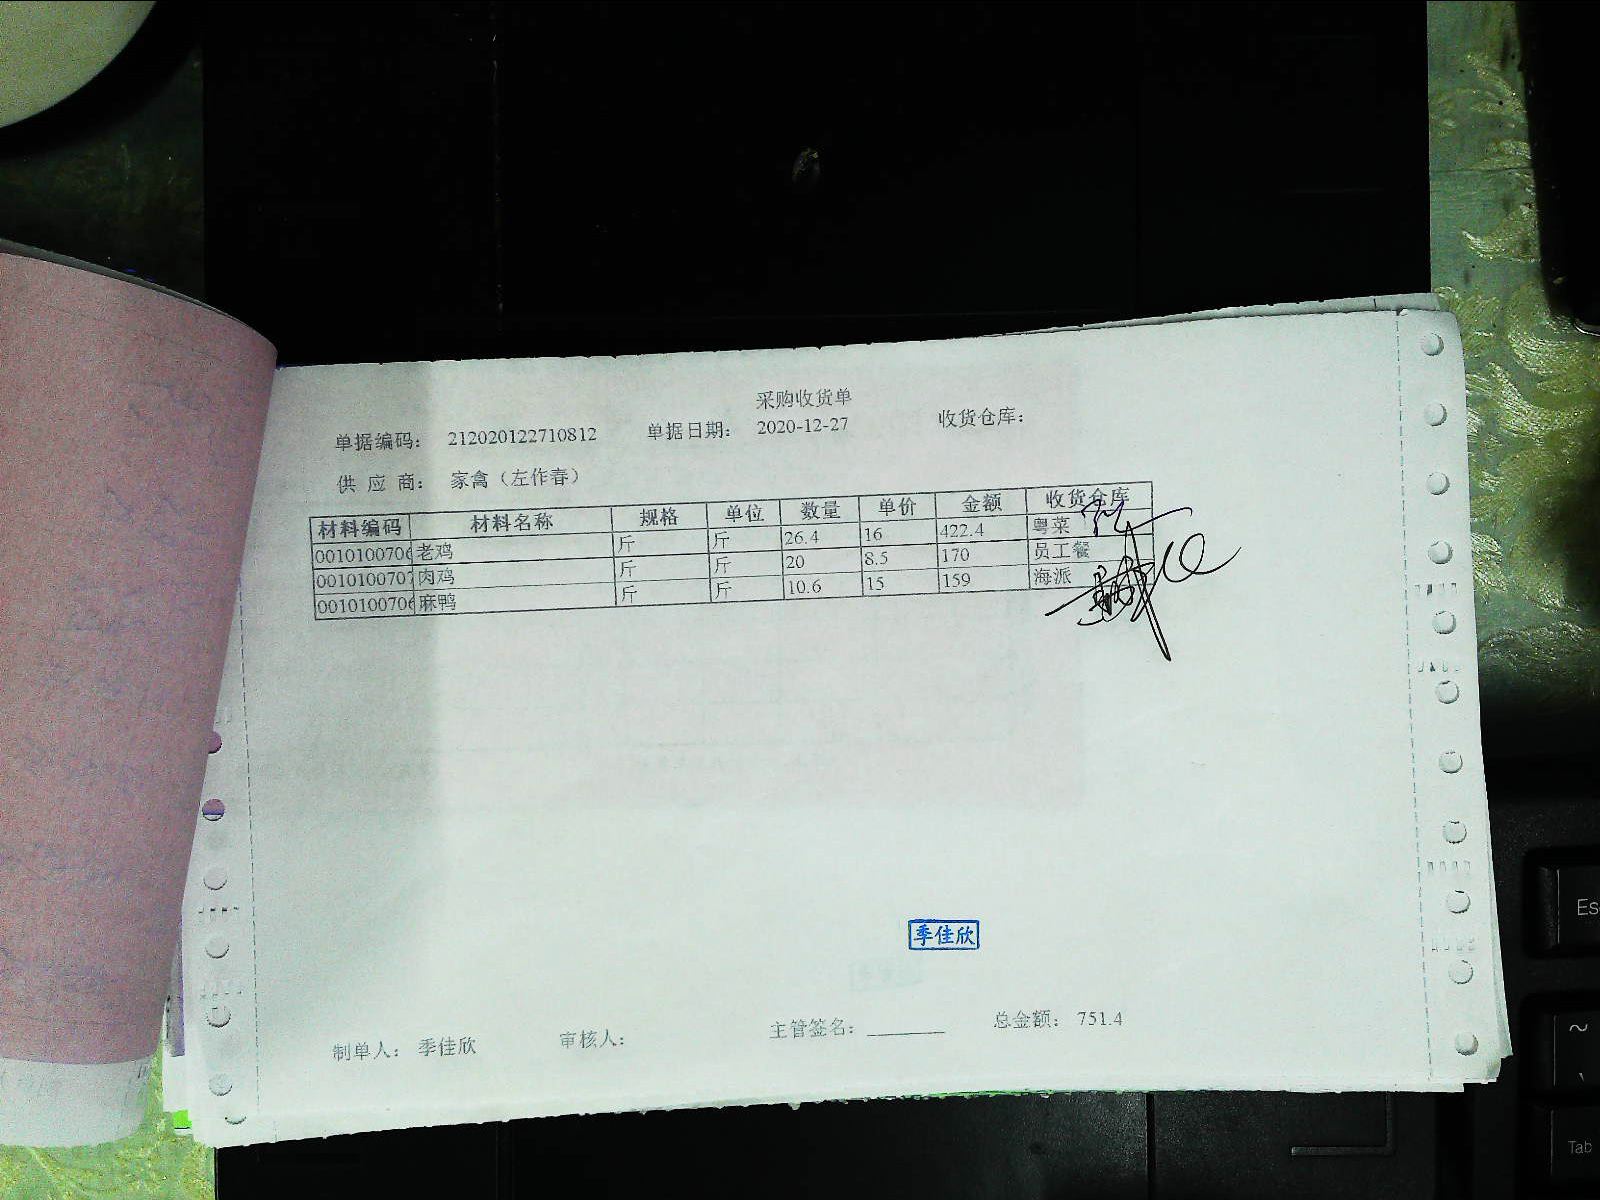 采购收货单
单据编码： 212020122710812 单据日期： 2020-12-27 收货仓库：
供 应 商： 家禽（左作春）
材料编码 材料名称 规格 单位 数量 单价 金额 收货仓库
0010100706 老鸡 斤 斤 26.4 16 422.4 粤菜
0010100707 肉鸡 斤 斤 20 8.5 170 员工餐
0010100706 麻鸭 斤 斤 10.6 15 159 海派
季佳欣
制单人： 季佳欣 审核人： 主管签名： 总金额： 751.4
Es
~
、
Tab